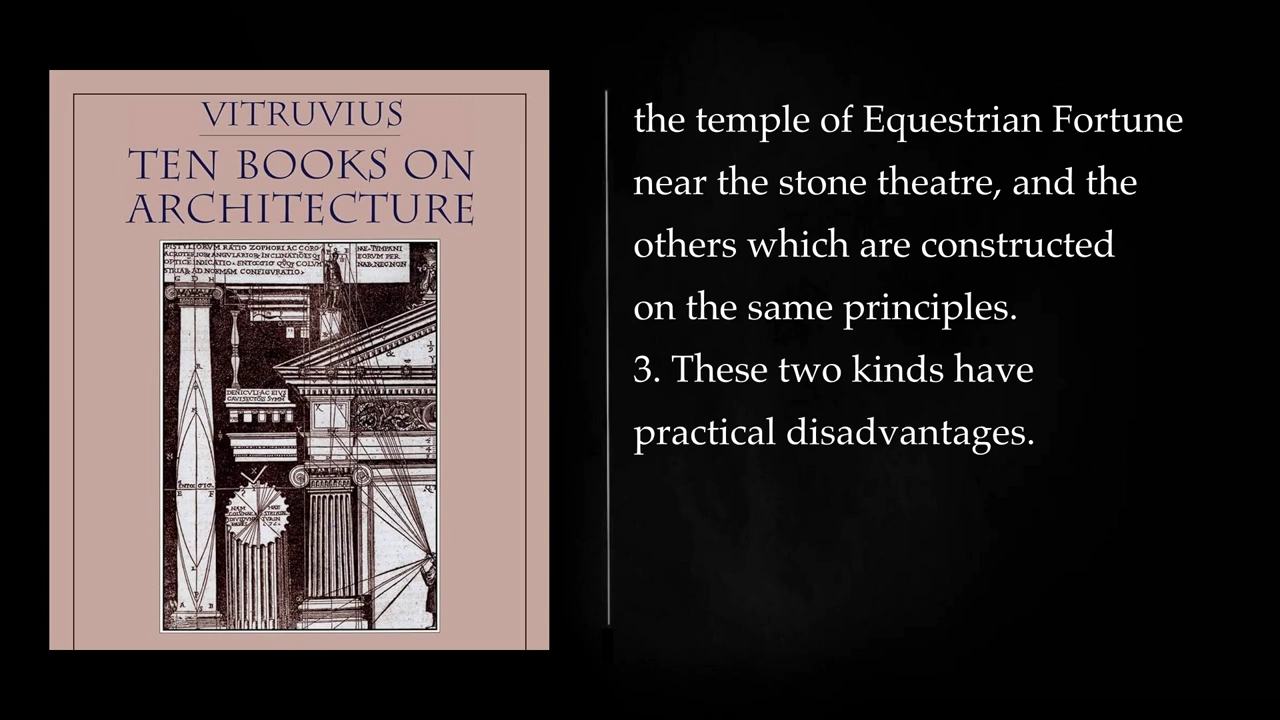 VITRUVIUS
TEN BOOKS ON
ARCHITECTURE
the temple of Equestrian Fortune
near the stone theatre, and the
others which are constructed
on the same principles.
3. These two kinds have
practical disadvantages.